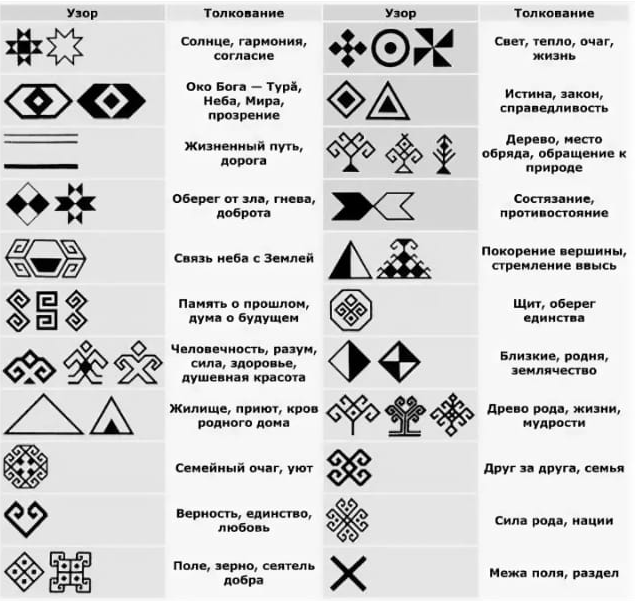 Узор Толкование Узор Толкование
Солнце, гармония,
согласие
Свет, тепло, очаг,
жизнь
Око Бога — Турӑ,
Неба, Мира,
прозрение
Истина, закон,
справедливость
Жизненный путь,
дорога
Дерево, место
обряда, обращение к
природе
Оберег от зла, гнева,
доброта
Состязание,
противостояние
Связь неба с Землей
Покорение вершины,
стремление ввысь
Память о прошлом,
дума о будущем
Щит, оберег
единства
Человечность, разум,
сила, здоровье,
душевная красота
Близкие, родня,
землячество
Жилище, приют, кров
родного дома
Древо рода, жизни,
мудрости
Семейный очаг, уют
Друг за друга, семья
Верность, единство,
любовь
Сила рода, нации
Поле, зерно, сеятель
добра
Межа поля, раздел